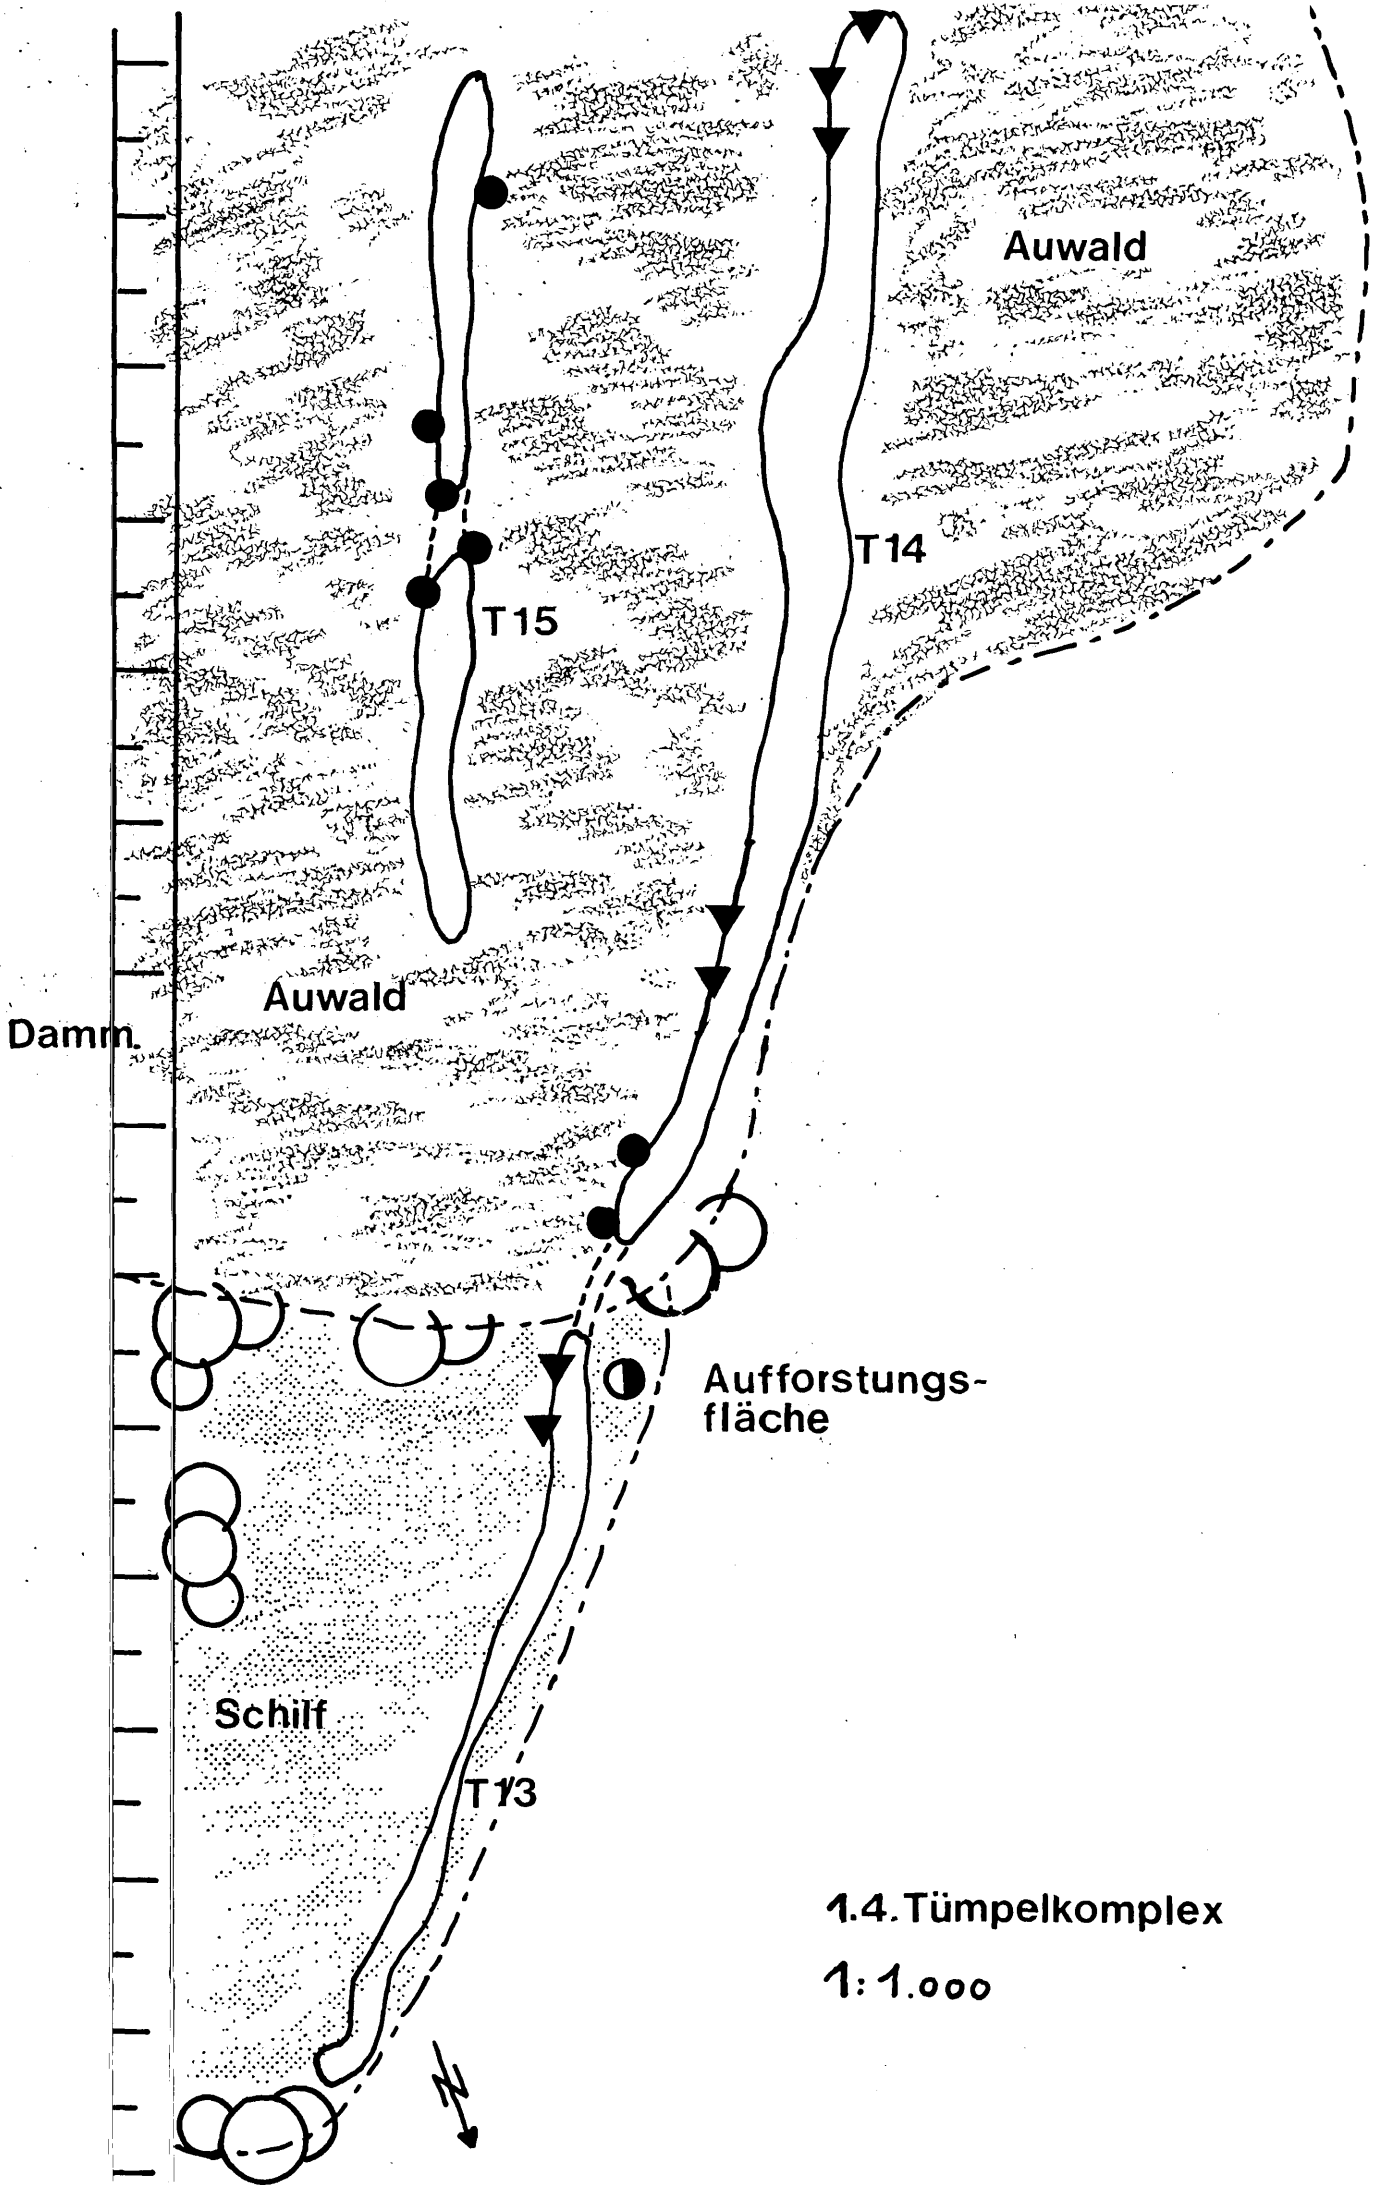 Auwald
T14
T15
Auwald
Damm.
Aufforstungs-
fläche
Schilf
T13
1.4. Tümpelkomplex
1:1.000
N